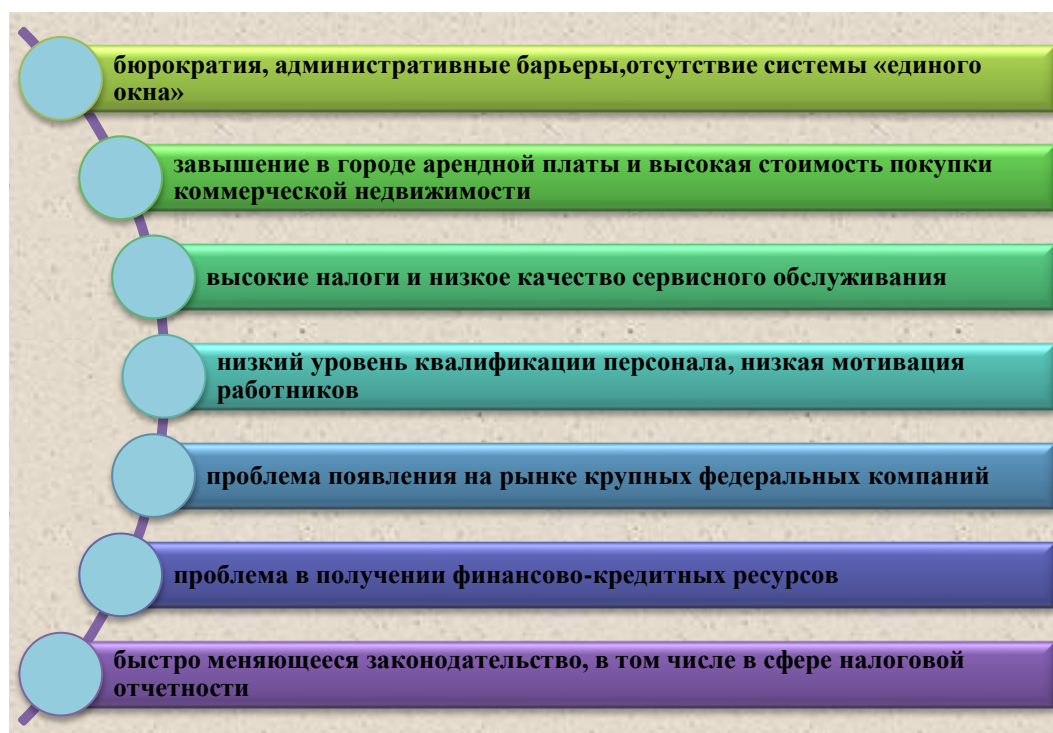 бюрократия, административные барьеры,отсутствие системы «единого
окна»
завышение в городе арендной платы и высокая стоимость покупки
коммерческой недвижимости
высокие налоги и низкое качество сервисного обслуживания
низкий уровень квалификации персонала, низкая мотивация
работников
проблема появления на рынке крупных федеральных компаний
проблема в получении финансово-кредитных ресурсов
быстро меняющееся законодательство, в том числе в сфере налоговой
отчетности